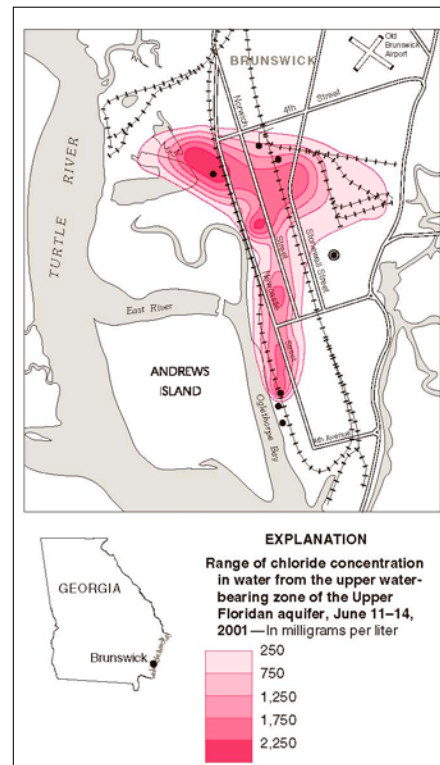 Old
Brunswick
Airport
BRUNSWICK
Norwich
4th Street
TURTLE RIVER
Street
Stonewall Street
East River
Newcastle
Street
ANDREWS
ISLAND
Oglethorpe Bay
4th Avenue
EXPLANATION
Range of chloride concentration
in water from the upper water-
bearing zone of the Upper
Floridan aquifer, June 11–14,
2001—In milligrams per liter
250
750
1,250
1,750
2,250
GEORGIA
Brunswick